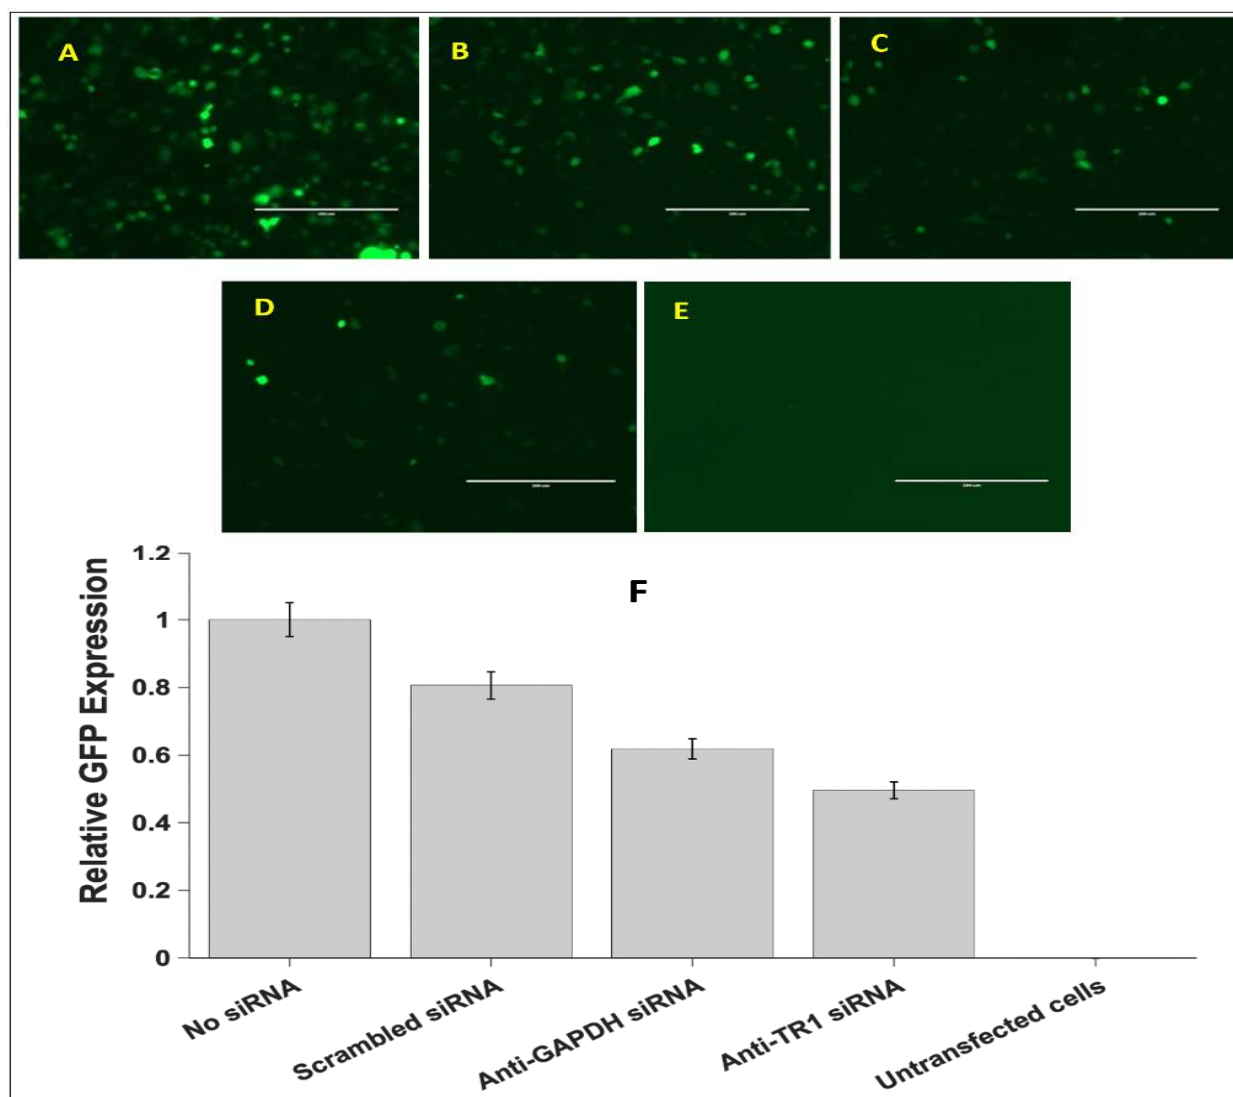 A
B
C
D
E
F
1.2
1
0.8
0.6
0.4
0.2
0
Relative GFP Expression
No siRNA
Scrambled siRNA
Anti-GAPDH siRNA
Anti-TR1 siRNA
Untransfected cells